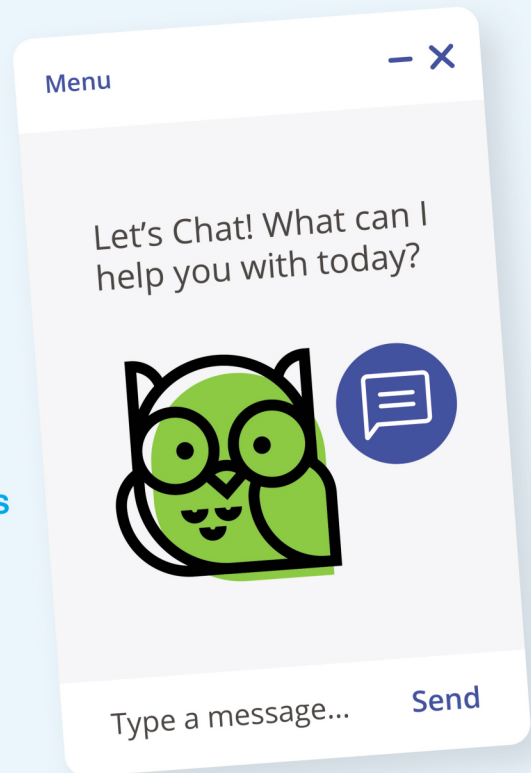 Menu
Let's Chat! What can I
help you with today?
s
Type a message...
Send